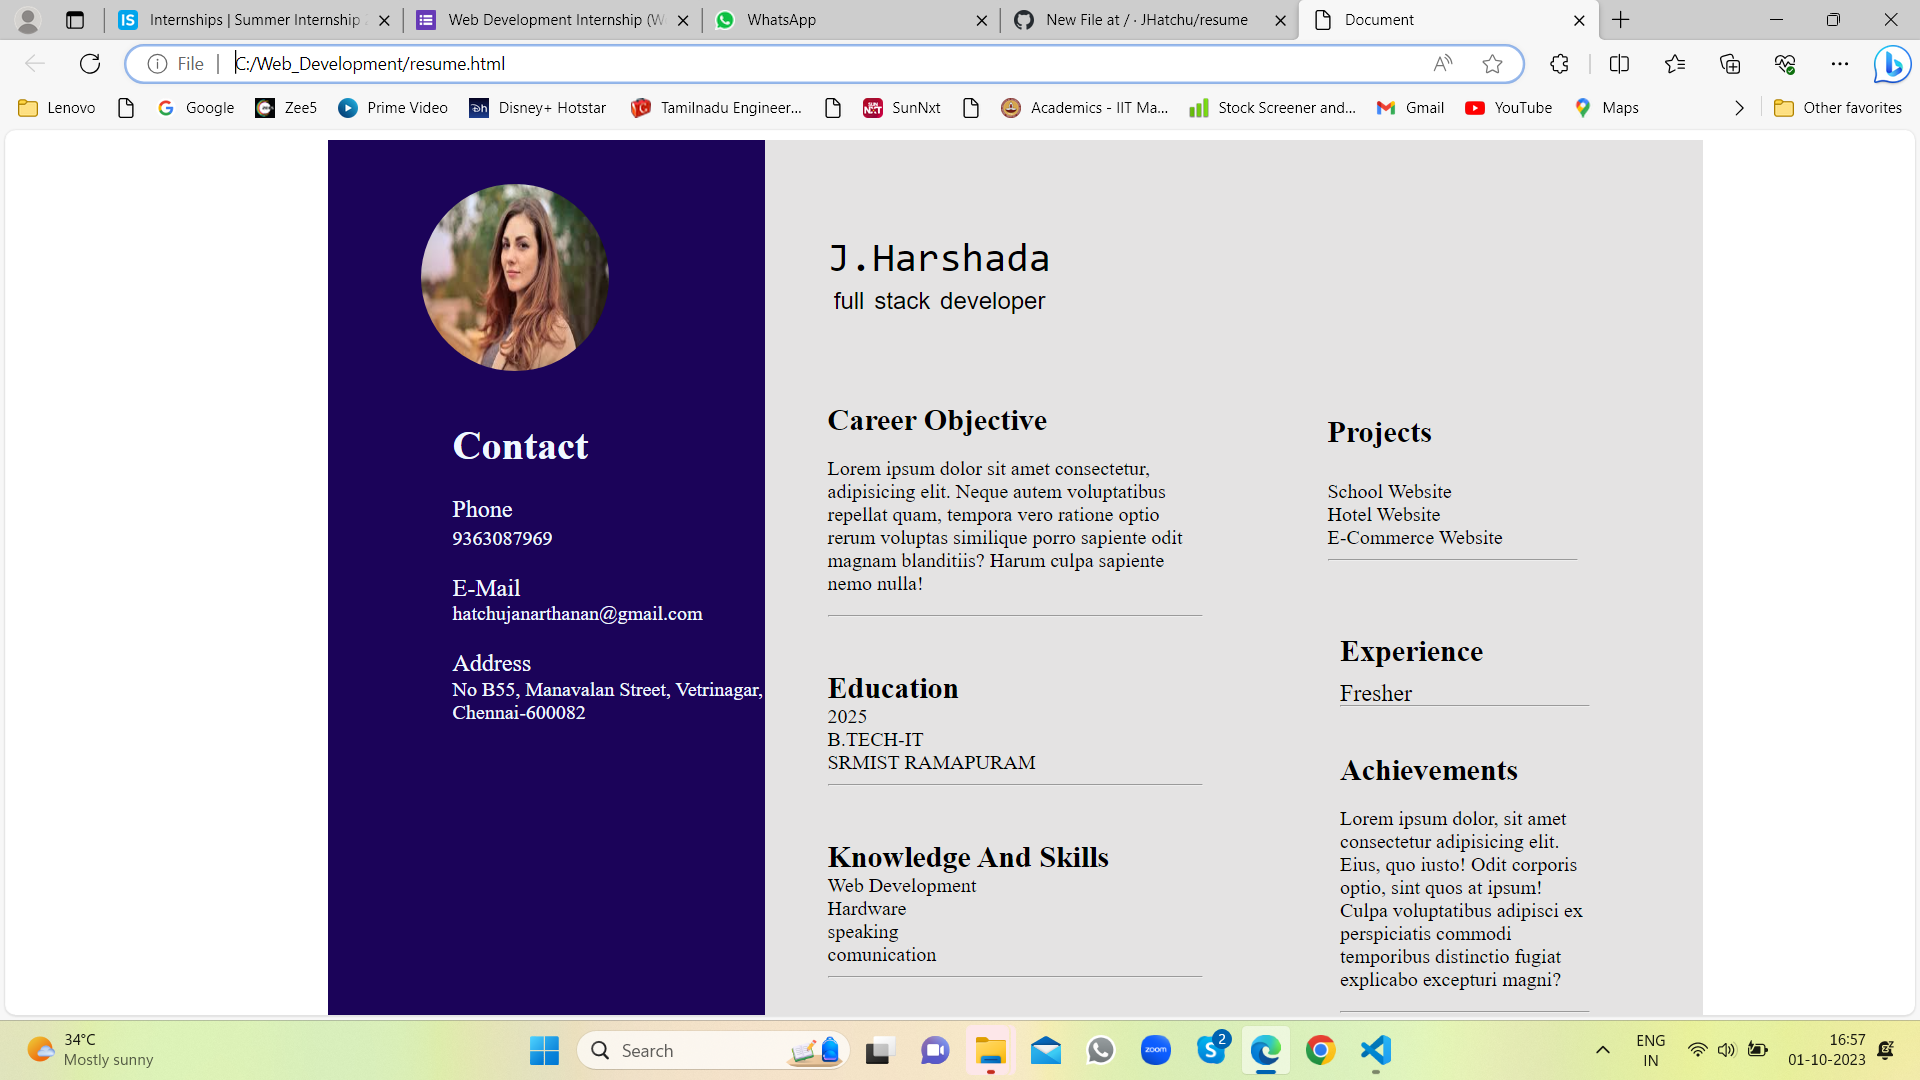 Internships | Summer Internship 2
Web Development Internship (W
WhatsApp
New File at / · JHatchu/resume
Document
File
C:/Web_Development/resume.html
Lenovo
Google
Zee5
Prime Video
Disney+ Hotstar
Tamilnadu Engineer...
SunNxt
Academics - IIT Ma...
Stock Screener and...
Gmail
YouTube
Maps
Other favorites
J.Harshada
full stack developer
Contact
Phone
9363087969
E-Mail
hatchujanarthanan@gmail.com
Address
No B55, Manavalan Street, Vetrinagar,
Chennai-600082
Career Objective
Lorem ipsum dolor sit amet consectetur,
adipisicing elit. Neque autem voluptatibus
repellat quam, tempora vero ratione optio
rerum voluptas similique porro sapiente odit
magnam blanditiis? Harum culpa sapiente
nemo nulla!
Education
2025
B.TECH-IT
SRMIST RAMAPURAM
Knowledge And Skills
Web Development
Hardware
speaking
comunication
Projects
School Website
Hotel Website
E-Commerce Website
Experience
Fresher
Achievements
Lorem ipsum dolor, sit amet
consectetur adipisicing elit.
Eius, quo iusto! Odit corporis
optio, sint quos at ipsum!
Culpa voluptatibus adipisci ex
perspiciatis commodi
temporibus distinctio fugiat
explicabo excepturi magni?
34°C
Mostly sunny
Search
zoom
2
ENG
IN
16:57
01-10-2023